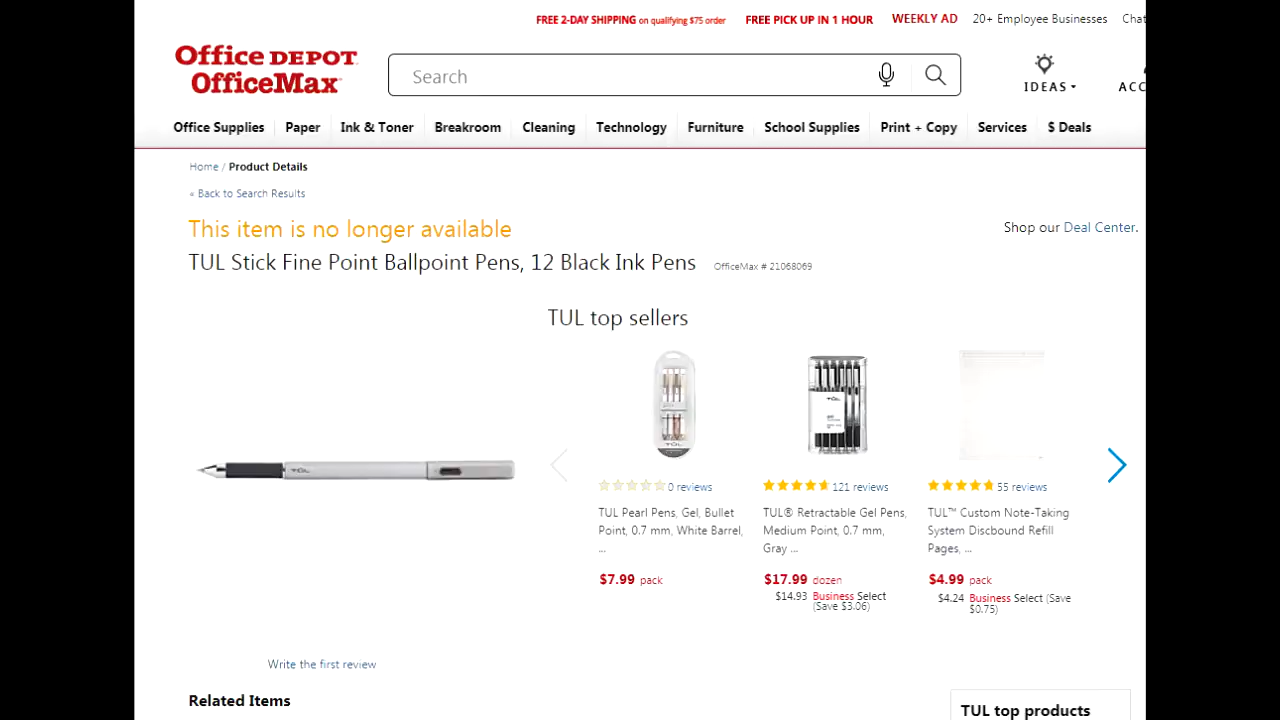 FREE 2-DAY SHIPPING on qualifying $75 order FREE PICK UP IN 1 HOUR WEEKLY AD 20+ Employee Businesses Chat
Office DEPOT
OfficeMax
Search
IDEAS
ACC
Office Supplies Paper Ink & Toner Breakroom Cleaning Technology Furniture School Supplies Print + Copy Services $ Deals
Home / Product Details
« Back to Search Results
This item is no longer available
Shop our Deal Center.
TUL Stick Fine Point Ballpoint Pens, 12 Black Ink Pens OfficeMax # 21068069
TUL top sellers
TUL
TUL
TUL
0 reviews
TUL Pearl Pens, Gel, Bullet
Point, 0.7 mm, White Barrel,
...
$7.99 pack
121 reviews
TUL® Retractable Gel Pens,
Medium Point, 0.7 mm,
Gray ...
$17.99 dozen
$14.93 Business Select
(Save $3.06)
55 reviews
TUL™ Custom Note-Taking
System Discbound Refill
Pages, ...
$4.99 pack
$4.24 Business Select (Save
$0.75)
Write the first review
Related Items
TUL top products